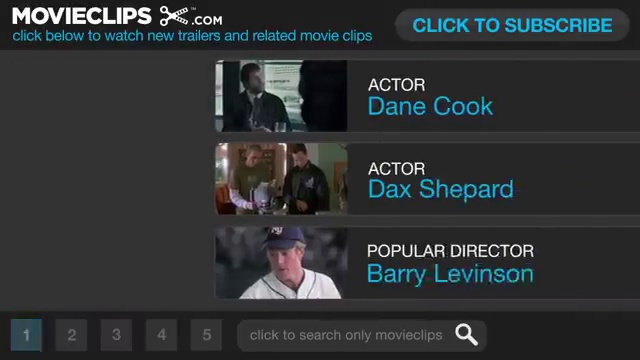 MOVIECLIPS.COM™
click below to watch new trailers and related movie clips
CLICK TO SUBSCRIBE
ACTOR
Dane Cook
ACTOR
Dax Shepard
POPULAR DIRECTOR
Barry Levinson
1 2 3 4 5
click to search only movieclips